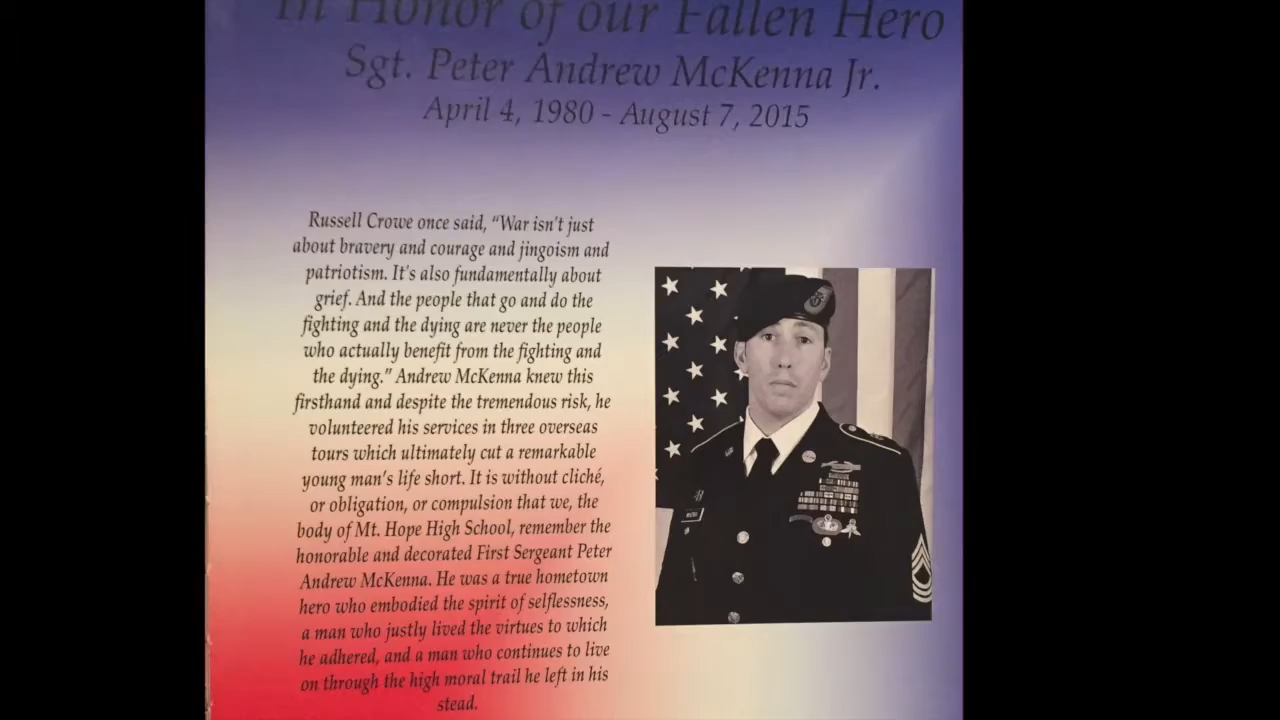 In Honor of our Fallen Hero
Sgt. Peter Andrew McKenna Jr.
April 4, 1980 - August 7, 2015
Russell Crowe once said, “War isn't just
about bravery and courage and jingoism and
patriotism. It's also fundamentally about
grief. And the people that go and do the
fighting and the dying are never the people
who actually benefit from the fighting and
the dying.” Andrew McKenna knew this
firsthand and despite the tremendous risk, he
volunteered his services in three overseas
tours which ultimately cut a remarkable
young man's life short. It is without cliché,
or obligation, or compulsion that we, the
body of Mt. Hope High School, remember the
honorable and decorated First Sergeant Peter
Andrew McKenna. He was a true hometown
hero who embodied the spirit of selflessness,
a man who justly lived the virtues to which
he adhered, and a man who continues to live
on through the high moral trail he left in his
stead.